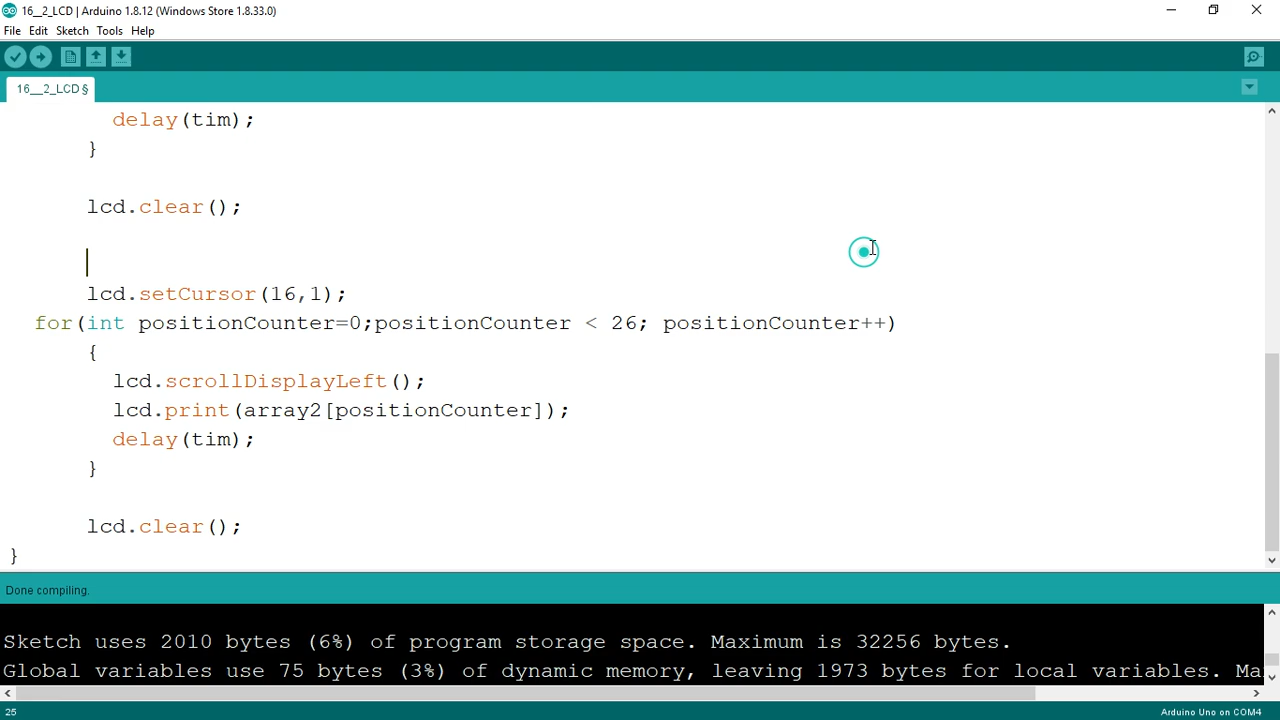 16__2_LCD | Arduino 1.8.12 (Windows Store 1.8.33.0)
File Edit Sketch Tools Help
16__2_LCD §
delay(tim);
}
lcd.clear();
lcd.setCursor(16,1);
for(int positionCounter=0;positionCounter < 26; positionCounter++)
{
lcd.scrollDisplayLeft();
lcd.print(array2[positionCounter]);
delay(tim);
}
lcd.clear();
}
Done compiling.
Sketch uses 2010 bytes (6%) of program storage space. Maximum is 32256 bytes.
Global variables use 75 bytes (3%) of dynamic memory, leaving 1973 bytes for local variables. Ma
25
Arduino Uno on COM4